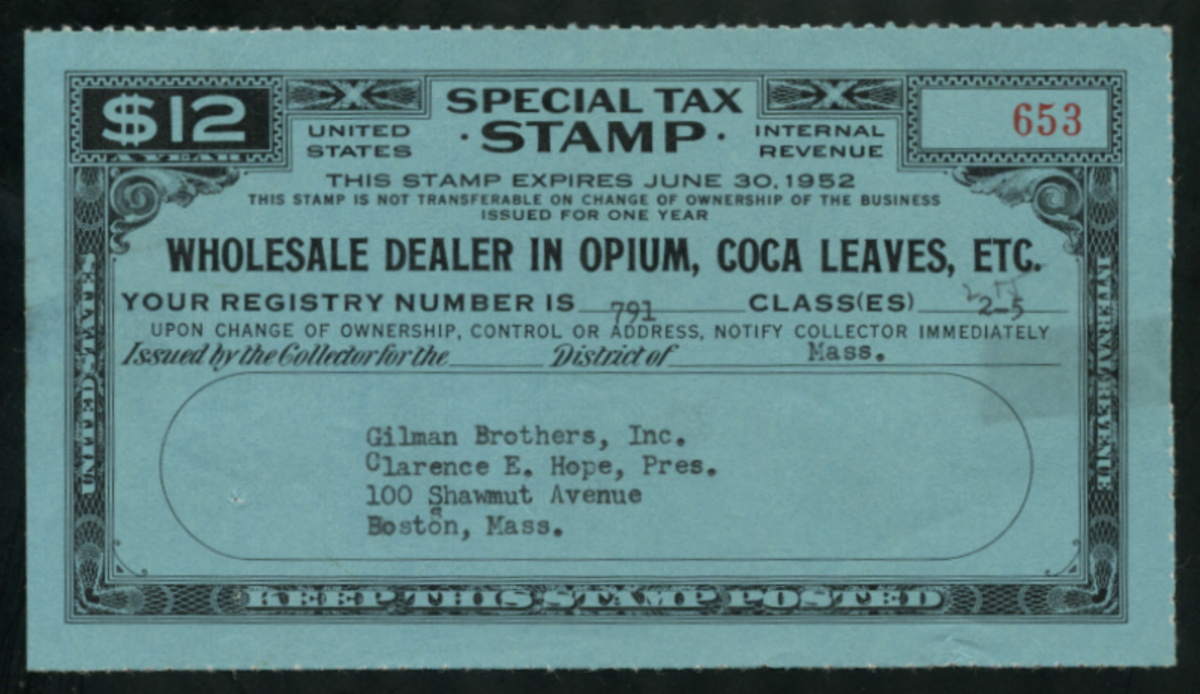 $12
A YEAR
UNITED STATES
SPECIAL TAX
· STAMP ·
INTERNAL REVENUE
653
THIS STAMP EXPIRES JUNE 30, 1952
THIS STAMP IS NOT TRANSFERABLE ON CHANGE OF OWNERSHIP OF THE BUSINESS
ISSUED FOR ONE YEAR
WHOLESALE DEALER IN OPIUM, COCA LEAVES, ETC.
YOUR REGISTRY NUMBER IS 791 CLASS(ES) 2-5
UPON CHANGE OF OWNERSHIP, CONTROL OR ADDRESS, NOTIFY COLLECTOR IMMEDIATELY
Issued by the Collector for the District of Mass.
Gilman Brothers, Inc.
Clarence E. Hope, Pres.
100 Shawmut Avenue
Boston, Mass.
KEEP THIS STAMP POSTED
INTERNAL REVENUE